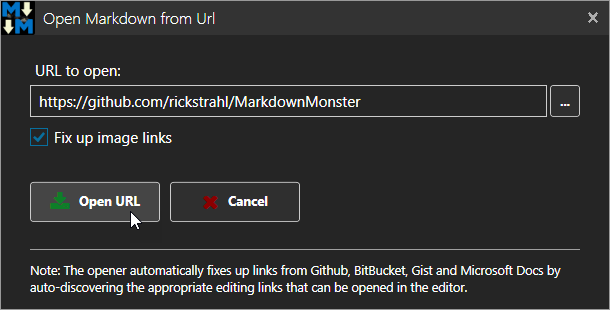 Open Markdown from Url
URL to open:
https://github.com/rickstrahl/MarkdownMonster
...
Fix up image links
Open URL
Cancel
Note: The opener automatically fixes up links from Github, BitBucket, Gist and Microsoft Docs by
auto-discovering the appropriate editing links that can be opened in the editor.